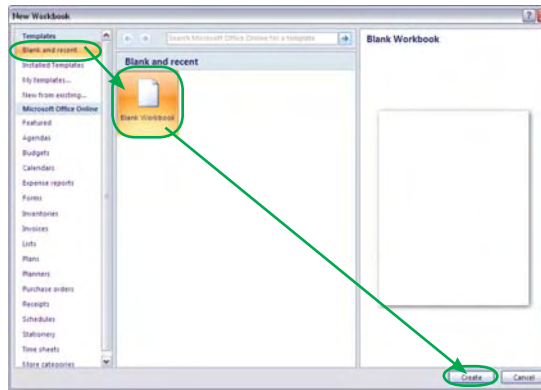 New Workbook
Templates
Blank and recent
Installed Templates
My templates...
New from existing...
Microsoft Office Online
Featured
Agendas
Budgets
Calendars
Expense reports
Forms
Inventories
Invoices
Lists
Plans
Planners
Purchase orders
Receipts
Schedules
Stationery
Time sheets
More categories
Search Microsoft Office Online for a template
Blank and recent
Blank Workbook
Blank Workbook
Create
Cancel